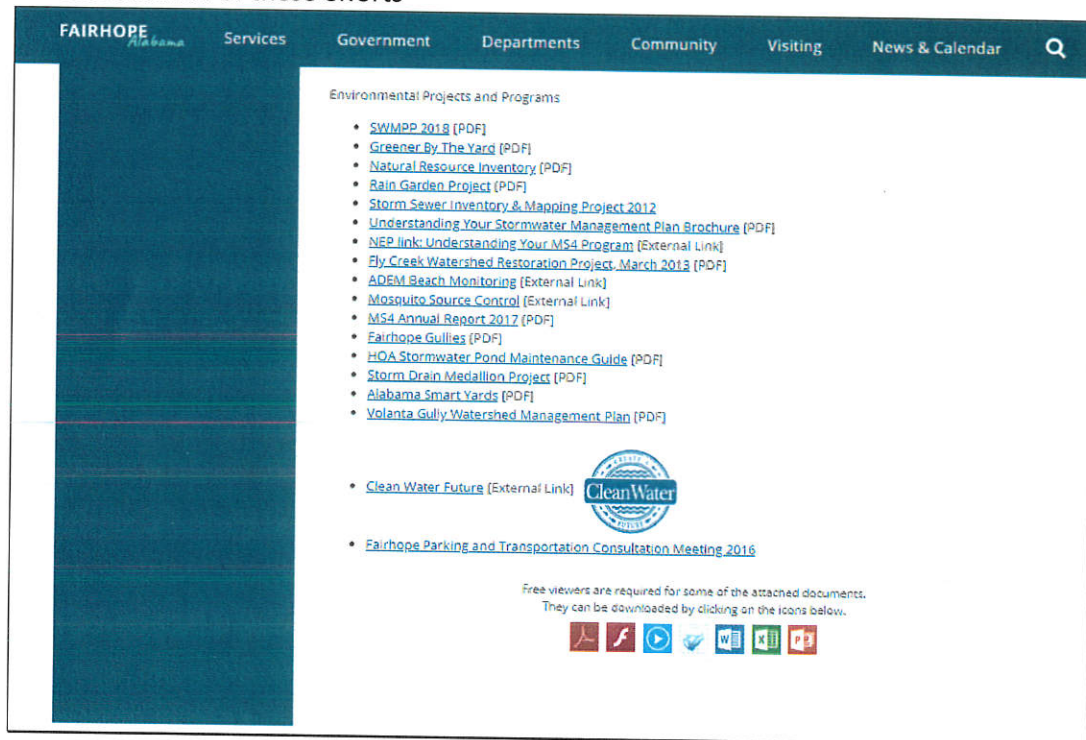 these efforts
FAIRHOPE
Alabama
Services
Government
Departments
Community
Visiting
News & Calendar
Environmental Projects and Programs
• SWMPP 2018 [PDF]
• Greener By The Yard [PDF]
• Natural Resource Inventory [PDF]
• Rain Garden Project [PDF]
• Storm Sewer Inventory & Mapping Project 2012
• Understanding Your Stormwater Management Plan Brochure [PDF]
• NEP link: Understanding Your MS4 Program [External Link]
• Fly Creek Watershed Restoration Project, March 2013 [PDF]
• ADEM Beach Monitoring [External Link]
• Mosquito Source Control [External Link]
• MS4 Annual Report 2017 [PDF]
• Fairhope Gullies [PDF]
• HOA Stormwater Pond Maintenance Guide [PDF]
• Storm Drain Medallion Project [PDF]
• Alabama Smart Yards [PDF]
• Volanta Gully Watershed Management Plan [PDF]
• Clean Water Future [External Link]
CREATE A
Clean Water
FUTURE
• Fairhope Parking and Transportation Consultation Meeting 2016
Free viewers are required for some of the attached documents.
They can be downloaded by clicking on the icons below.